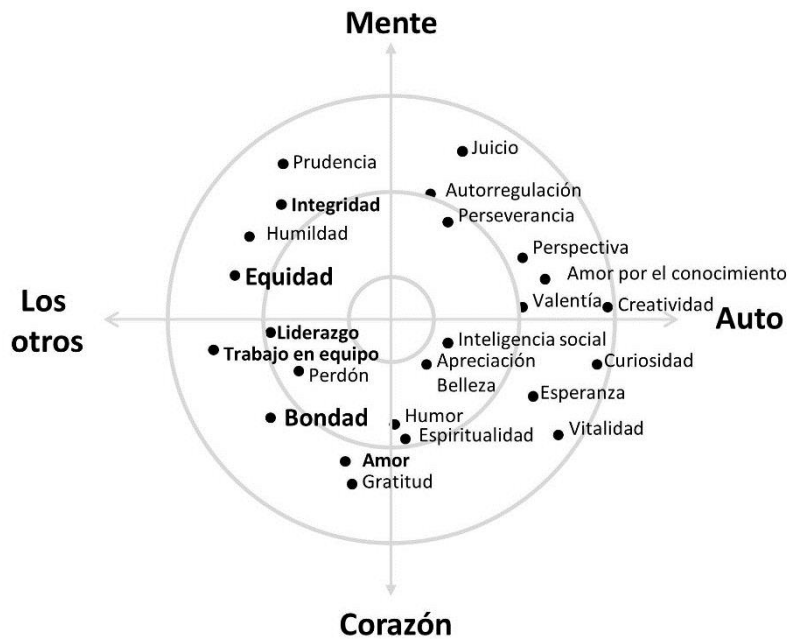 Mente
Juicio
Prudencia
Autorregulación
Integridad
Perseverancia
Humildad
Perspectiva
Equidad
Amor por el conocimiento
Los
otros
Valentía
Creatividad
Auto
Liderazgo
Inteligencia social
Trabajo en equipo
Apreciación
Belleza
Curiosidad
Perdón
Esperanza
Bondad
Humor
Vitalidad
Espiritualidad
Amor
Gratitud
Corazón